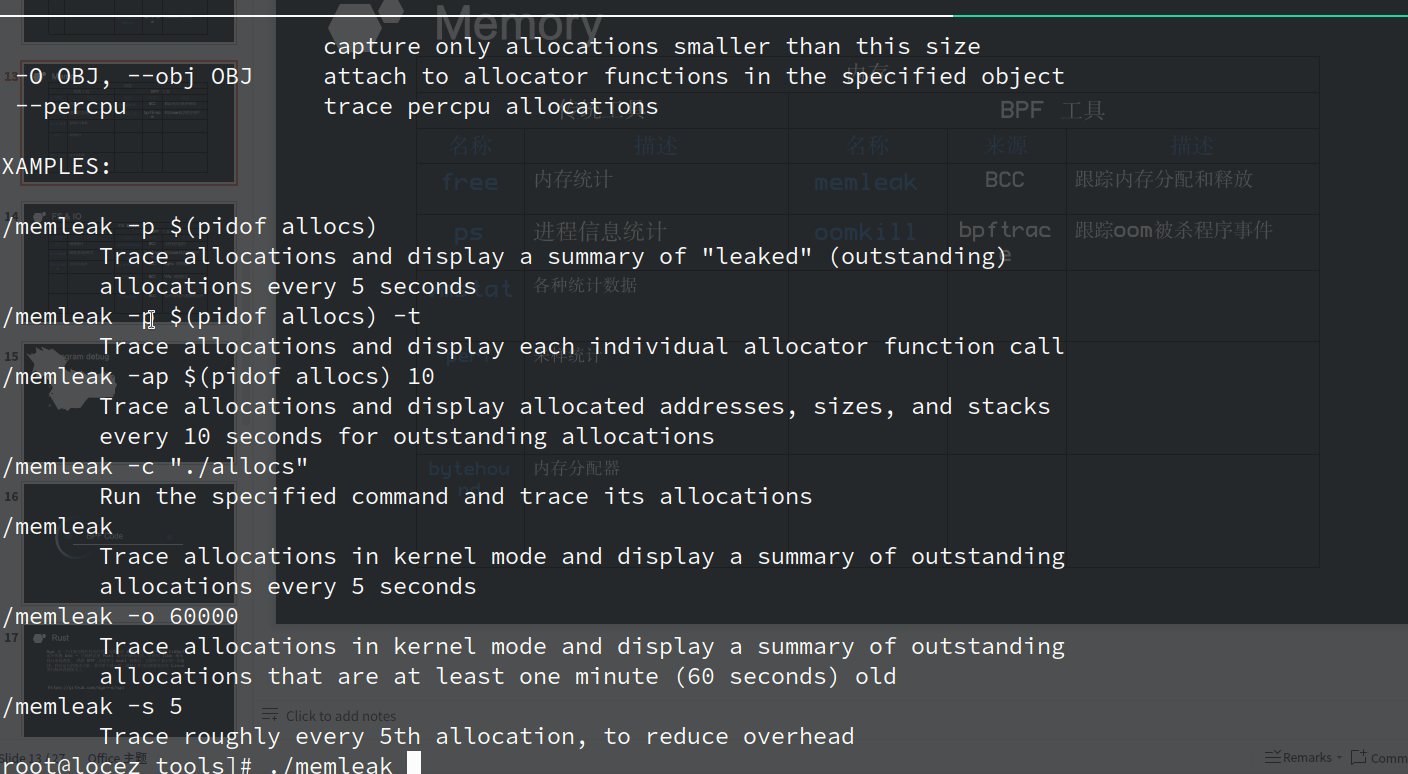 Memory
capture only allocations smaller than this size
-O OBJ, --obj OBJ     attach to allocator functions in the specified object
--percpu              trace percpu allocations
XAMPLES:
/memleak -p $(pidof allocs)
Trace allocations and display a summary of "leaked" (outstanding)
allocations every 5 seconds
/memleak -p $(pidof allocs) -t
Trace allocations and display each individual allocator function call
/memleak -ap $(pidof allocs) 10
Trace allocations and display allocated addresses, sizes, and stacks
every 10 seconds for outstanding allocations
/memleak -c "./allocs"
Run the specified command and trace its allocations
/memleak
Trace allocations in kernel mode and display a summary of outstanding
allocations every 5 seconds
/memleak -o 60000
Trace allocations in kernel mode and display a summary of outstanding
allocations that are at least one minute (60 seconds) old
/memleak -s 5
Trace roughly every 5th allocation, to reduce overhead
root@locez tools]# ./memleak
内存
传统工具 BPF 工具
名称 描述 名称 来源 描述
free 内存统计 memleak BCC 跟踪内存分配和释放
ps 进程信息统计 oomkill bpftrac
e 跟踪oom被杀程序事件
各种统计数据
采样统计
bytehou
nd 内存分配器
13
14
15
16
17 Rust
Click to add notes
Slide 13 / 27 Office 主题
Remarks
Comm